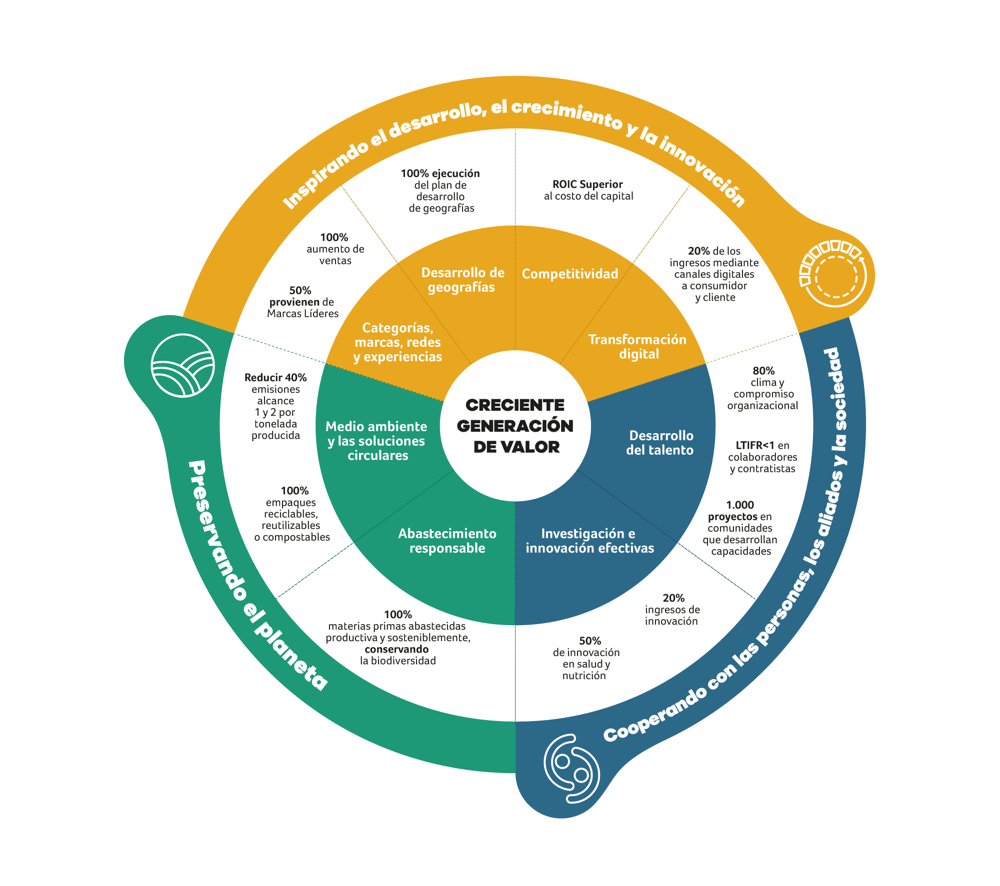 Inspirando el desarrollo, el crecimiento y la innovación
100% ejecución
del plan de
desarrollo
de geografías
ROIC Superior
al costo del capital
100%
aumento de
ventas
50%
provienen de
Marcas Líderes
20% de los
ingresos mediante
canales digitales
a consumidor
y cliente
Desarrollo de
geografías
Competitividad
Categorías,
marcas, redes
y experiencias
Transformación
digital
CRECIENTE
GENERACIÓN
DE VALOR
Preservando el planeta
Reducir 40%
emisiones
alcance
1 y 2 por
tonelada
producida
100%
empaques
reciclables,
reutilizables
o compostables
Medio ambiente
y las soluciones
circulares
Abastecimiento
responsable
100%
materias primas abastecidas
productiva y sosteniblemente,
conservando
la biodiversidad
Cooperando con las personas, los aliados y la sociedad
Desarrollo
del talento
80%
clima y
compromiso
organizacional
LTIFR<1 en
colaboradores
y contratistas
1.000
proyectos en
comunidades
que desarrollan
capacidades
Investigación e
innovación efectivas
20%
ingresos de
innovación
50%
de innovación
en salud y
nutrición